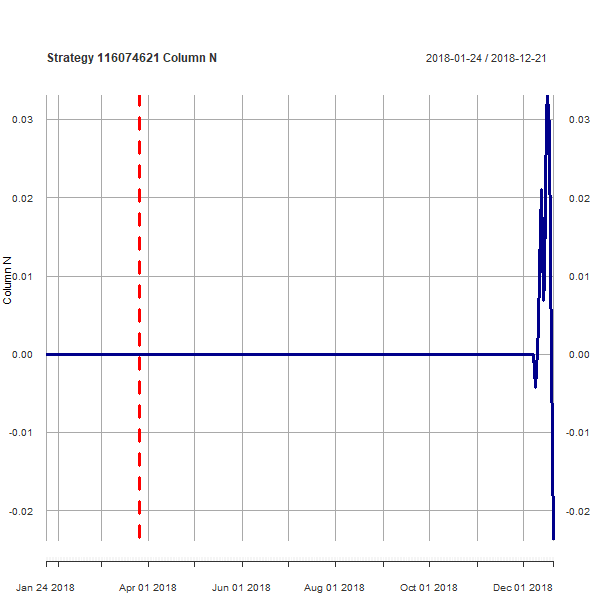 Strategy 116074621 Column N
2018-01-24 / 2018-12-21
0.03 0.03
0.02 0.02
0.01 0.01
Column N
0.00 0.00
-0.01 -0.01
-0.02 -0.02
Jan 24 2018 Apr 01 2018 Jun 01 2018 Aug 01 2018 Oct 01 2018 Dec 01 2018